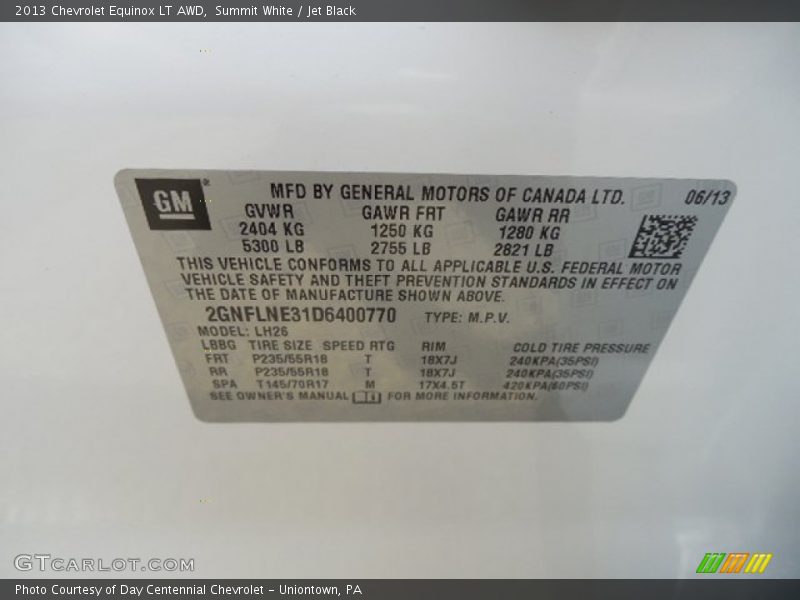 2013 Chevrolet Equinox LT AWD, Summit White / Jet Black
GM
MFD BY GENERAL MOTORS OF CANADA LTD. 06/13
GVWR GAWR FRT GAWR RR
2404 KG 1250 KG 1280 KG
5300 LB 2755 LB 2821 LB
THIS VEHICLE CONFORMS TO ALL APPLICABLE U.S. FEDERAL MOTOR
VEHICLE SAFETY AND THEFT PREVENTION STANDARDS IN EFFECT ON
THE DATE OF MANUFACTURE SHOWN ABOVE.
2GNFLNE31D6400770 TYPE: M.P.V.
MODEL: LH26
LBBG TIRE SIZE SPEED RTG RIM COLD TIRE PRESSURE
FRT P235/55R18 T 18X7J 240KPA(35PSI)
RR P235/55R18 T 18X7J 240KPA(35PSI)
SPA T145/70R17 M 17X4.5T 420KPA(60PSI)
SEE OWNER'S MANUAL FOR MORE INFORMATION.
GTCARLOT.COM
Photo Courtesy of Day Centennial Chevrolet - Uniontown, PA